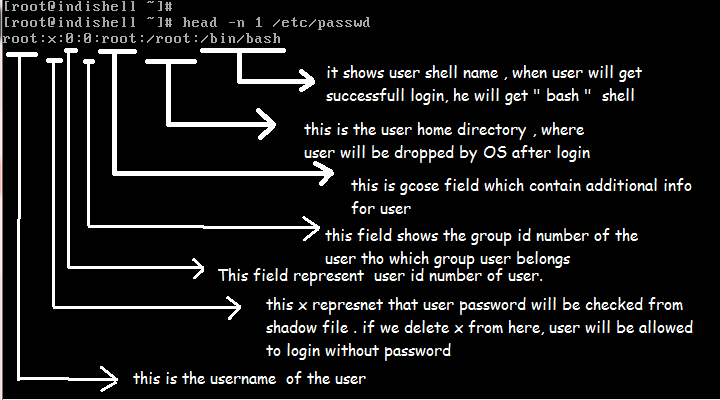 [root@indishell ~]#
[root@indishell ~]# head -n 1 /etc/passwd
root:x:0:0:root:/root:/bin/bash
it shows user shell name , when user will get
successfull login, he will get " bash "  shell
this is the user home directory , where
user will be dropped by OS after login
this is gcose field which contain additional info
for user
this field shows the group id number of the
user tho which group user belongs
This field represent  user id number of user.
this x represnet that user password will be checked from
shadow file . if we delete x from here, user will be allowed
to login without password
this is the username  of the user